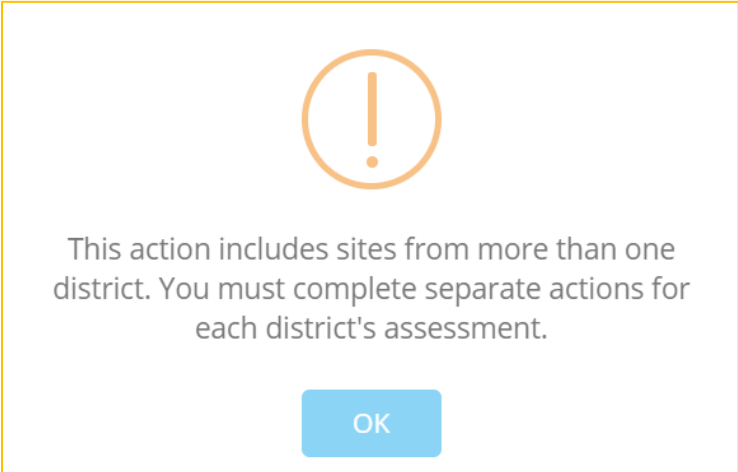 This action includes sites from more than one
district. You must complete separate actions for
each district's assessment.
OK